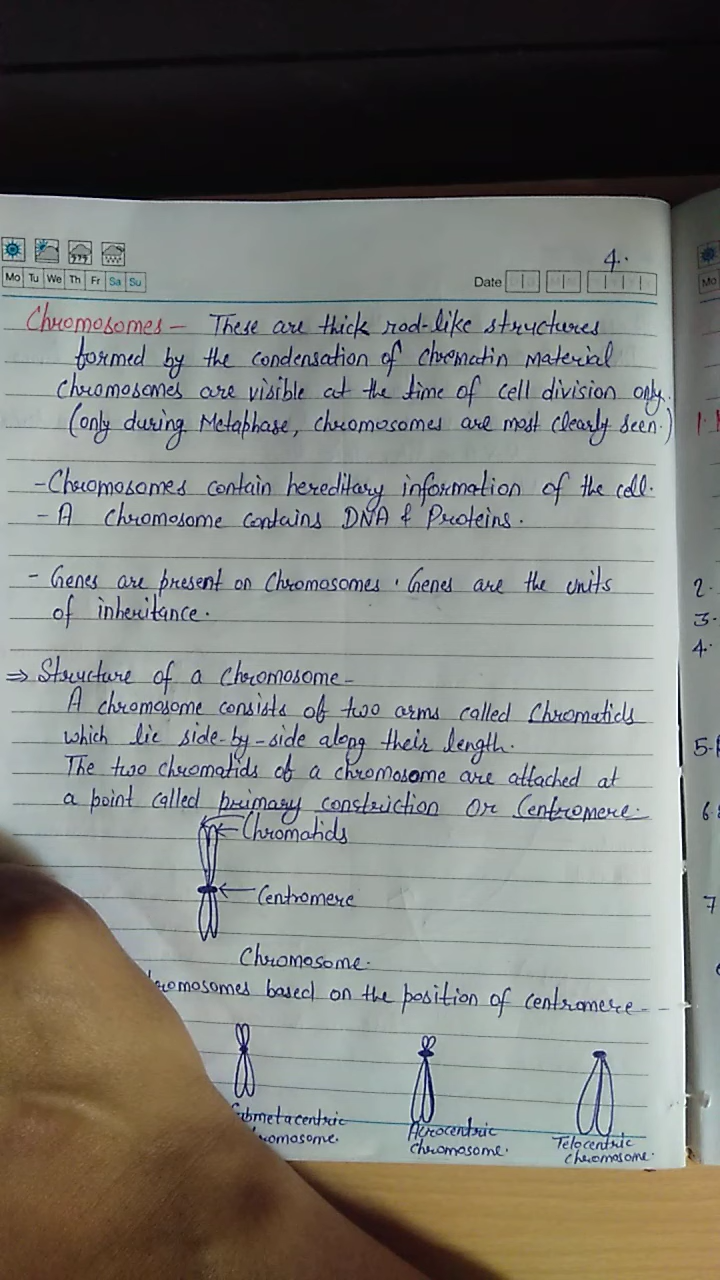 4.
Mo Tu We Th Fr Sa Su
Date
Chromosomes - These are thick rod-like structures
formed by the condensation of chromatin material
chromosomes are visible at the time of cell division only.
(only during Metaphase, chromosomes are most clearly seen.)
- Chromosomes contain hereditary information of the cell.
- A chromosome contains DNA & Proteins.
- Genes are present on Chromosomes. Genes are the units
of inheritance.
⇒ Structure of a Chromosome -
A chromosome consists of two arms called Chromatids
which lie side-by-side along their length.
The two chromatids of a chromosome are attached at
a point called primary constriction or Centromere.
Chromatids
Centromere
Chromosome.
romosomes based on the position of centromere -
bmetacentric
omosome.
Acrocentric
chromosome.
Telocentric
chromosome.
1.
2.
3.
4.
5.
6.
7